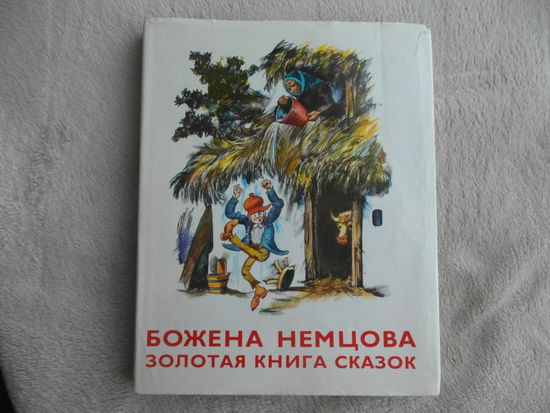 БОЖЕНА НЕМЦОВА
ЗОЛОТАЯ КНИГА СКАЗОК